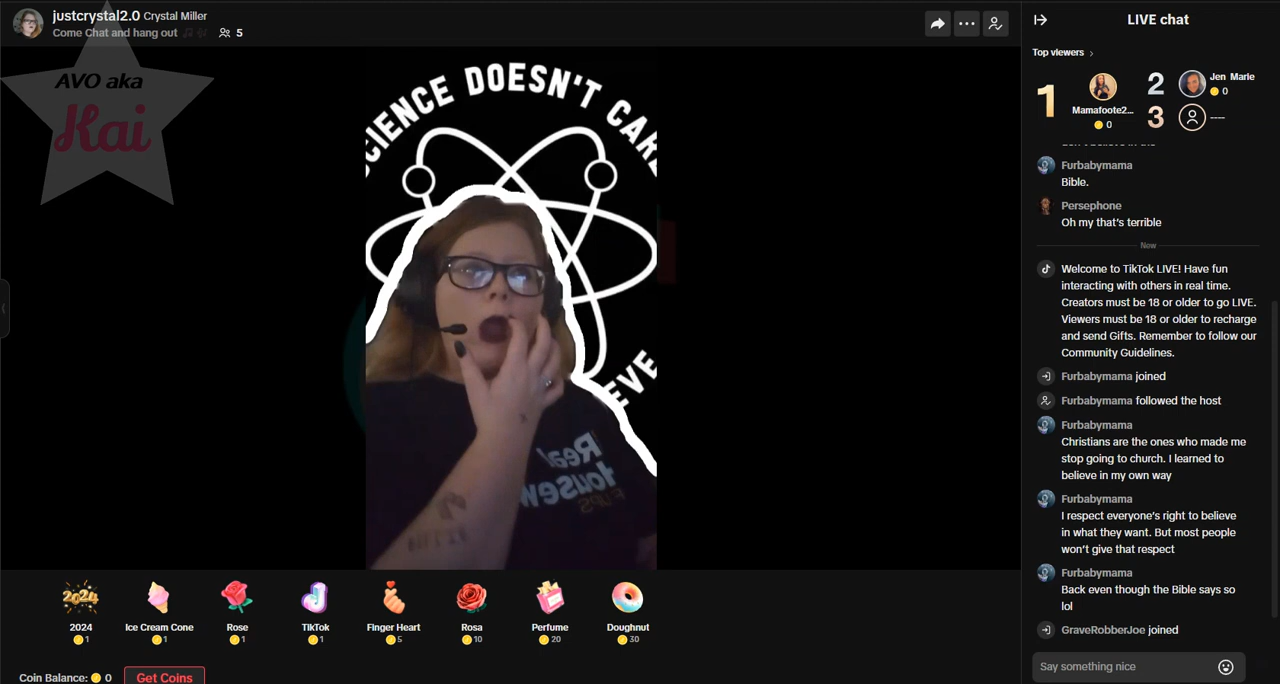 justcrystal2.0 Crystal Miller
Come Chat and hang out
5
AVO aka
Kai
SCIENCE DOESN'T CARE
EVE
Real
Housew
2024
1
Ice Cream Cone
1
Rose
1
TikTok
1
Finger Heart
5
Rosa
10
Perfume
20
Doughnut
30
Coin Balance: 0
Get Coins
LIVE chat
Top viewers
1
Mamafoote2...
0
2
Jen Marie
0
3
----
Furbabymama
Bible.
Persephone
Oh my that's terrible
New
Welcome to TikTok LIVE! Have fun
interacting with others in real time.
Creators must be 18 or older to go LIVE.
Viewers must be 18 or older to recharge
and send Gifts. Remember to follow our
Community Guidelines.
Furbabymama joined
Furbabymama followed the host
Furbabymama
Christians are the ones who made me
stop going to church. I learned to
believe in my own way
Furbabymama
I respect everyone's right to believe
in what they want. But most people
won't give that respect
Furbabymama
Back even though the Bible says so
lol
GraveRobberJoe joined
Say something nice